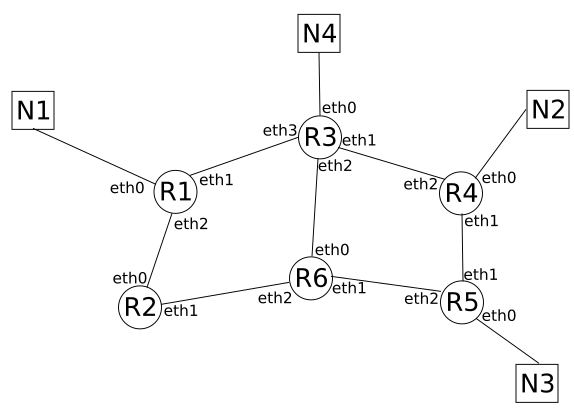 N4
N1
N2
eth0
eth3
R3
eth1
eth2
eth0
R1
eth1
eth2
eth2
R4
eth0
eth1
eth0
eth0
R2
eth1
eth2
R6
eth1
eth1
eth2
R5
eth0
N3